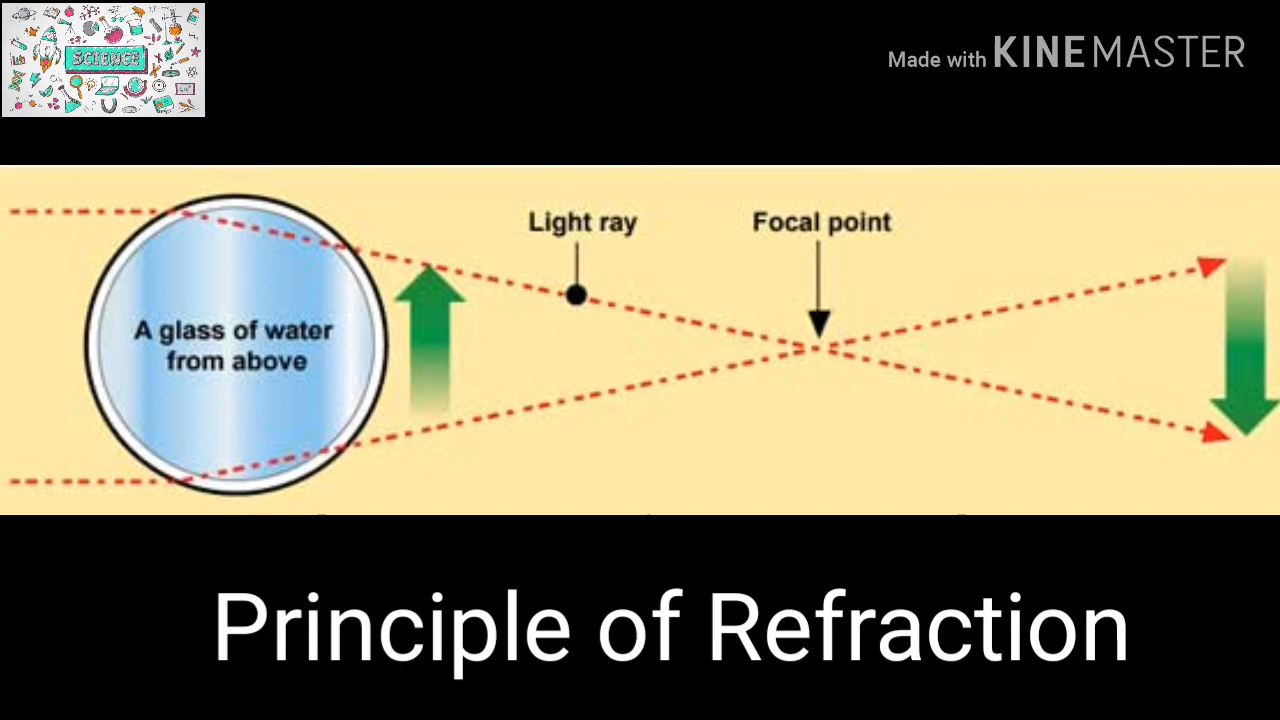 SCIENCE
Made with KINEMASTER
Light ray
Focal point
A glass of water
from above
Principle of Refraction